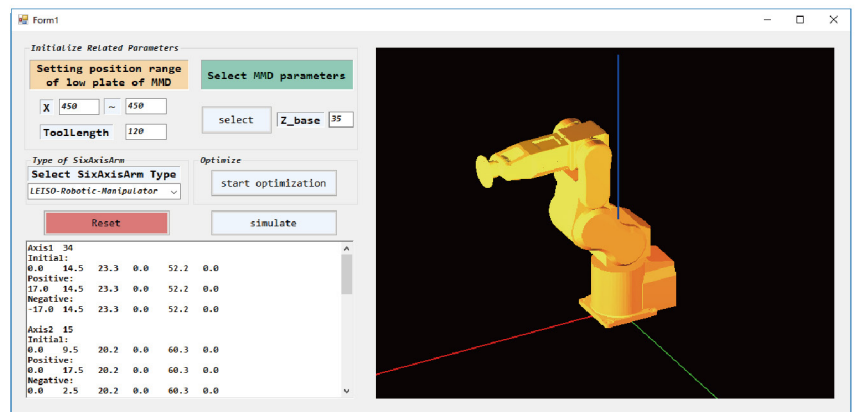 Form1
Initialize Related Parameters
Setting position range
of low plate of MMD
Select MMD parameters
X 450 ~ 450
select Z_base 35
ToolLength 120
Type of SixAxisArm
Optimize
Select SixAxisArm Type
LEISO-Robotic-Manipulator
start optimization
Reset
simulate
Axis1 34
Initial:
0.0 14.5 23.3 0.0 52.2 0.0
Positive:
17.0 14.5 23.3 0.0 52.2 0.0
Negative:
-17.0 14.5 23.3 0.0 52.2 0.0
Axis2 15
Initial:
0.0 9.5 20.2 0.0 60.3 0.0
Positive:
0.0 17.5 20.2 0.0 60.3 0.0
Negative:
0.0 2.5 20.2 0.0 60.3 0.0